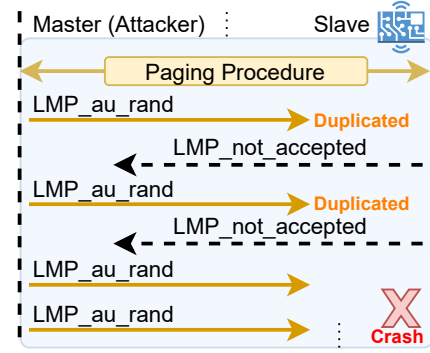 Master (Attacker) Slave
Paging Procedure
LMP_au_rand
Duplicated
LMP_not_accepted
LMP_au_rand
Duplicated
LMP_not_accepted
LMP_au_rand
LMP_au_rand
Crash